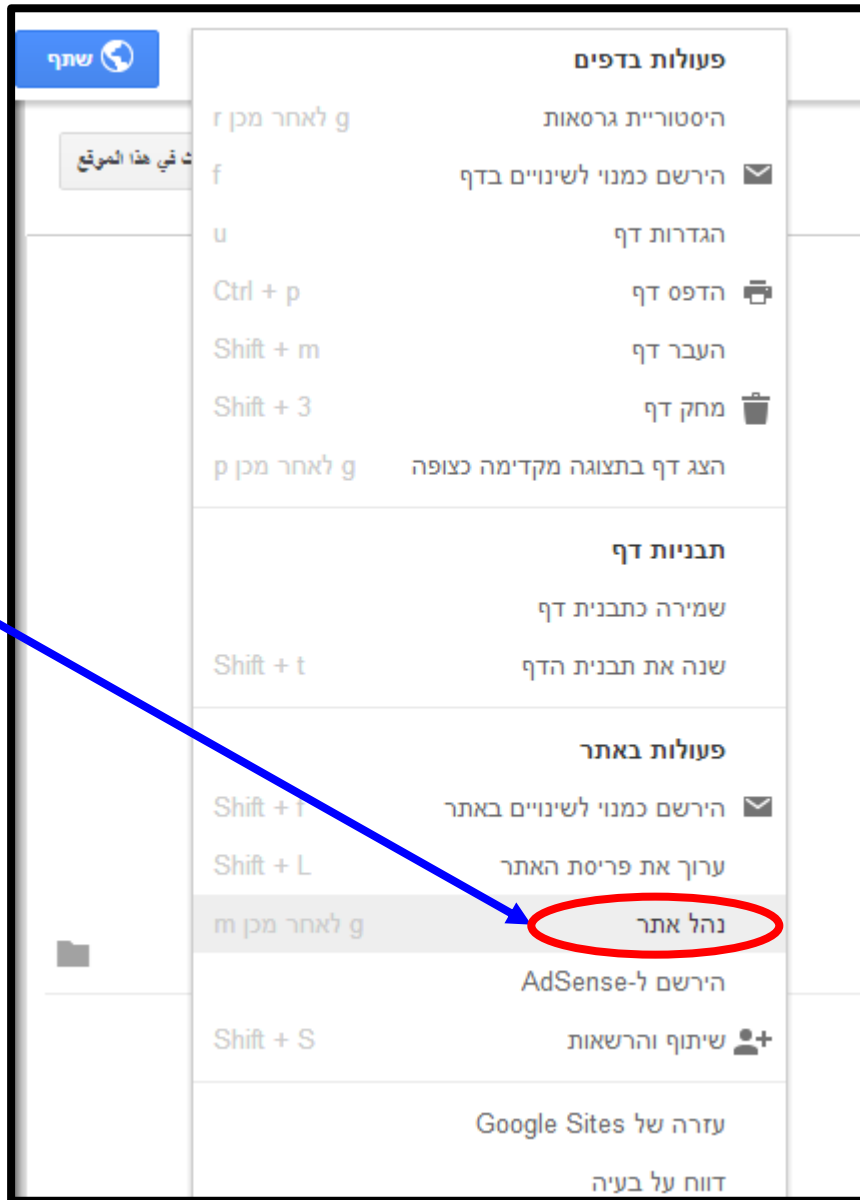 שתף
ت في هذا الموقع
פעולות בדפים
היסטוריית גרסאות g לאחר מכן r
הירשם כמנוי לשינויים בדף f
הגדרות דף u
הדפס דף Ctrl + p
העבר דף Shift + m
מחק דף Shift + 3
הצג דף בתצוגה מקדימה כצופה g לאחר מכן p
תבניות דף
שמירה כתבנית דף
שנה את תבנית הדף Shift + t
פעולות באתר
הירשם כמנוי לשינויים באתר Shift + f
ערוך את פריסת האתר Shift + L
נהל אתר g לאחר מכן m
הירשם ל-AdSense
שיתוף והרשאות Shift + S
עזרה של Google Sites
דווח על בעיה